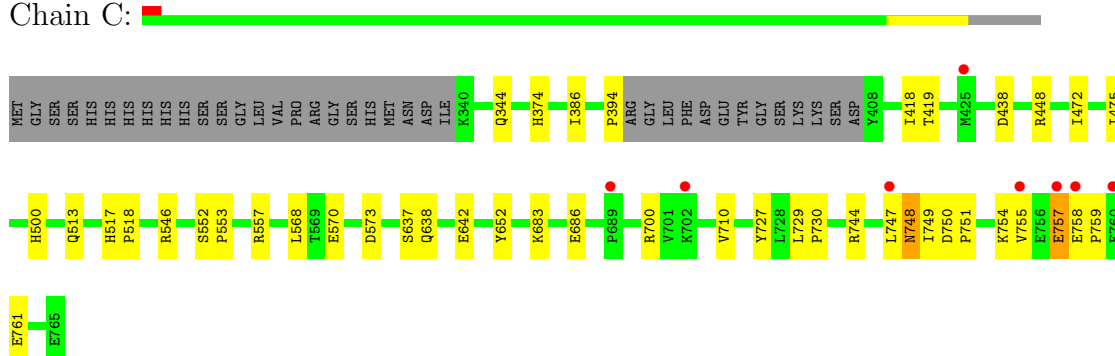 Chain C:
MET GLY SER SER HIS HIS HIS HIS HIS HIS SER SER GLY LEU VAL PRO ARG GLY SER HIS MET ASN ASP ILE K340 Q344 H374 I386 P394 ARG GLY LEU PHE ASP GLU TYR GLY SER LYS LYS SER ASP Y408 I418 T419 M425 D438 R448 I472
H500 Q513 H517 P518 R546 S552 P553 R557 L568 T569 E570 D573 S637 Q638 E642 Y652 K683 E686 P689 R700 V701 K702 V710 Y727 L728 L729 P730 R744 L747 N748 I749 D750 P751 K754 V755 E756 E757 E758 P759
E761 E765